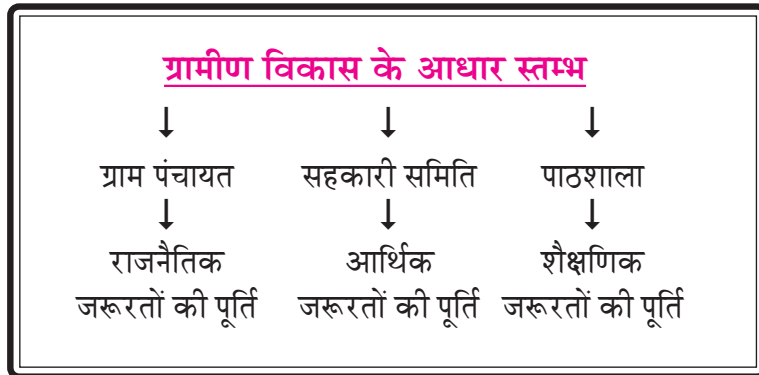 ग्रामीण विकास के आधार स्तम्भ
↓ ↓ ↓
ग्राम पंचायत सहकारी समिति पाठशाला
↓ ↓ ↓
राजनैतिक आर्थिक शैक्षणिक
जरूरतों की पूर्ति जरूरतों की पूर्ति जरूरतों की पूर्ति